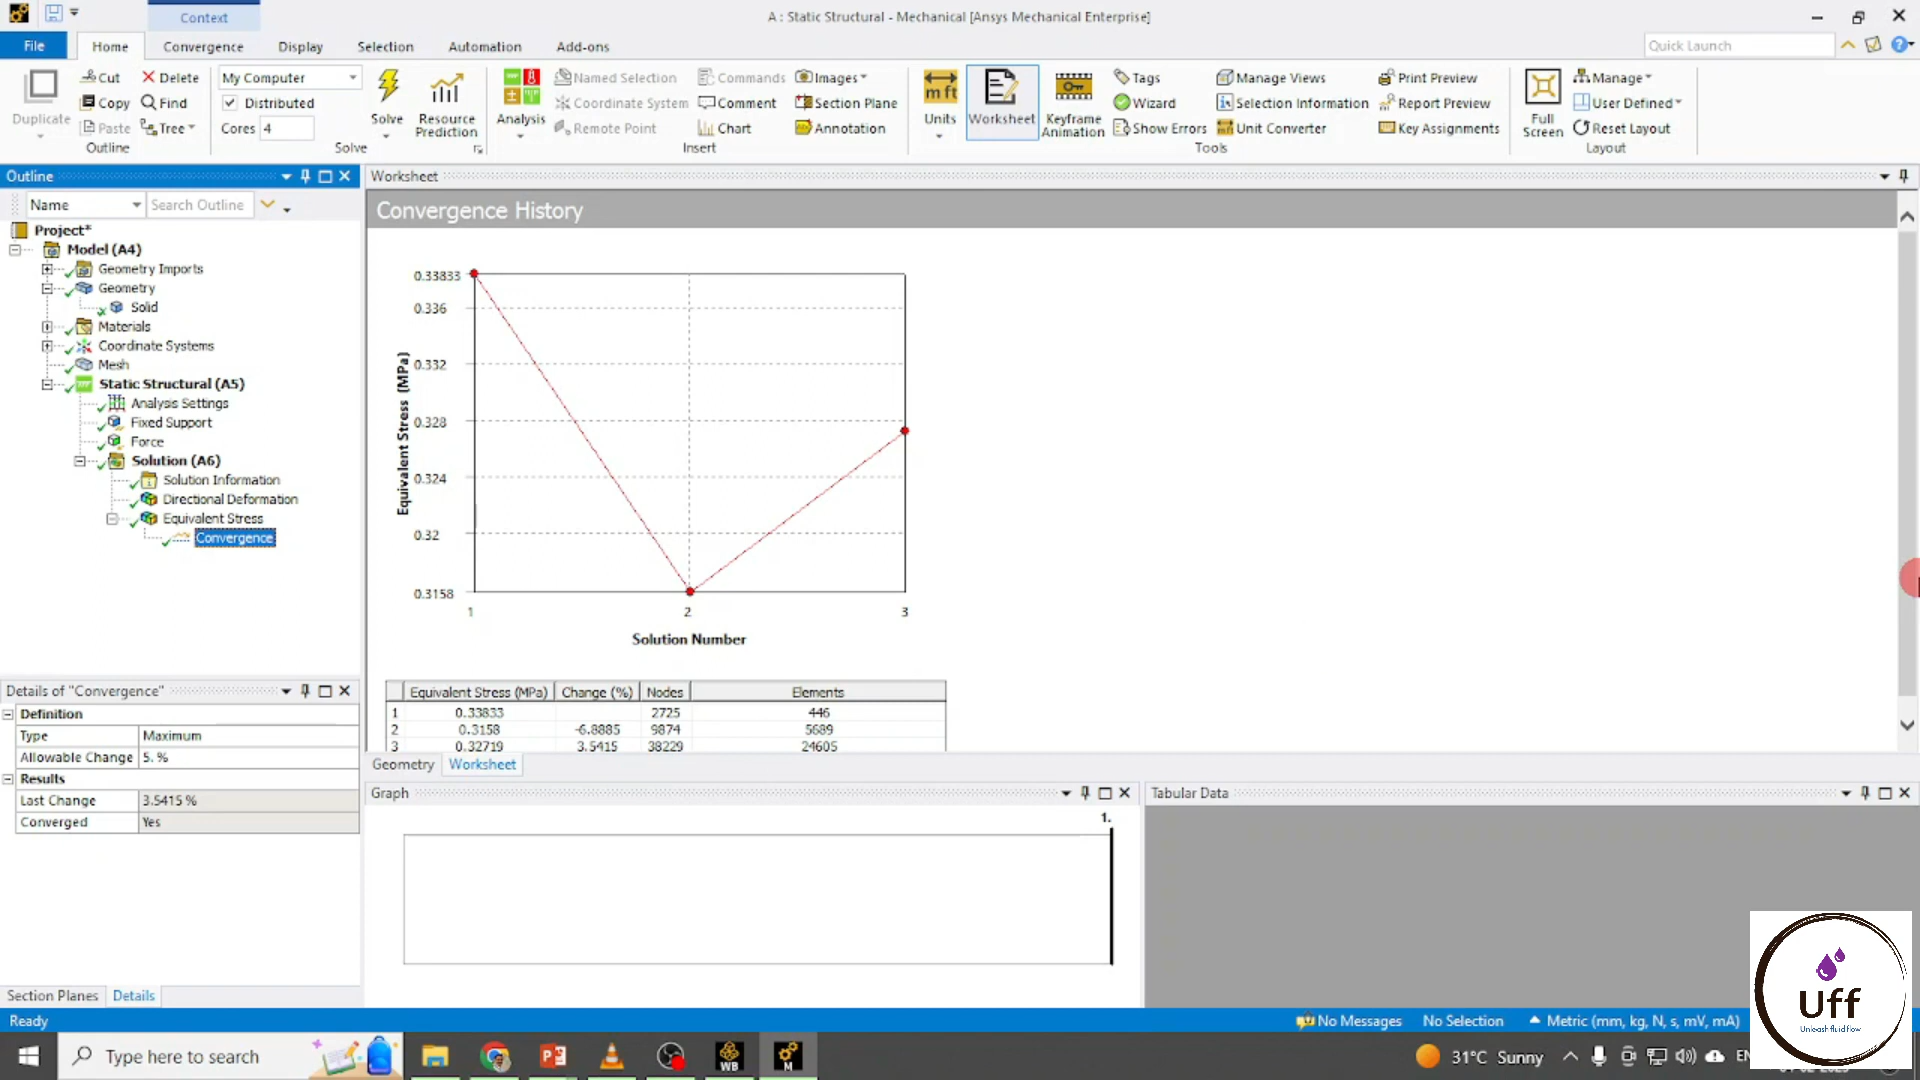 Context
A : Static Structural - Mechanical [Ansys Mechanical Enterprise]
File Home Convergence Display Selection Automation Add-ons
Quick Launch
Duplicate
Cut
Copy
Paste
Delete
Find
Tree
Outline
My Computer
Distributed
Cores 4
Solve
Resource Prediction
Solve
Analysis
Named Selection
Coordinate System
Remote Point
Commands
Comment
Chart
Images
Section Plane
Annotation
Insert
Units
Worksheet
Keyframe Animation
Tags
Wizard
Show Errors
Manage Views
Selection Information
Unit Converter
Print Preview
Report Preview
Key Assignments
Tools
Full Screen
Manage
User Defined
Reset Layout
Layout
Outline
Name Search Outline
Project*
Model (A4)
Geometry Imports
Geometry
Solid
Materials
Coordinate Systems
Mesh
Static Structural (A5)
Analysis Settings
Fixed Support
Force
Solution (A6)
Solution Information
Directional Deformation
Equivalent Stress
Convergence
Details of "Convergence"
Definition
Type Maximum
Allowable Change 5. %
Results
Last Change 3.5415 %
Converged Yes
Section Planes Details
Worksheet
Convergence History
0.33833
0.336
0.332
0.328
0.324
0.32
0.3158
Equivalent Stress (MPa)
1 2 3
Solution Number
Equivalent Stress (MPa) Change (%) Nodes Elements
1 0.33833 2725 446
2 0.3158 -6.8885 9874 5689
3 0.32719 3.5415 38229 24605
Geometry Worksheet
Graph
1.
Tabular Data
Ready
No Messages No Selection Metric (mm, kg, N, s, mV, mA)
Uff
Unleash fluid flow
Type here to search
WB
M
31°C Sunny